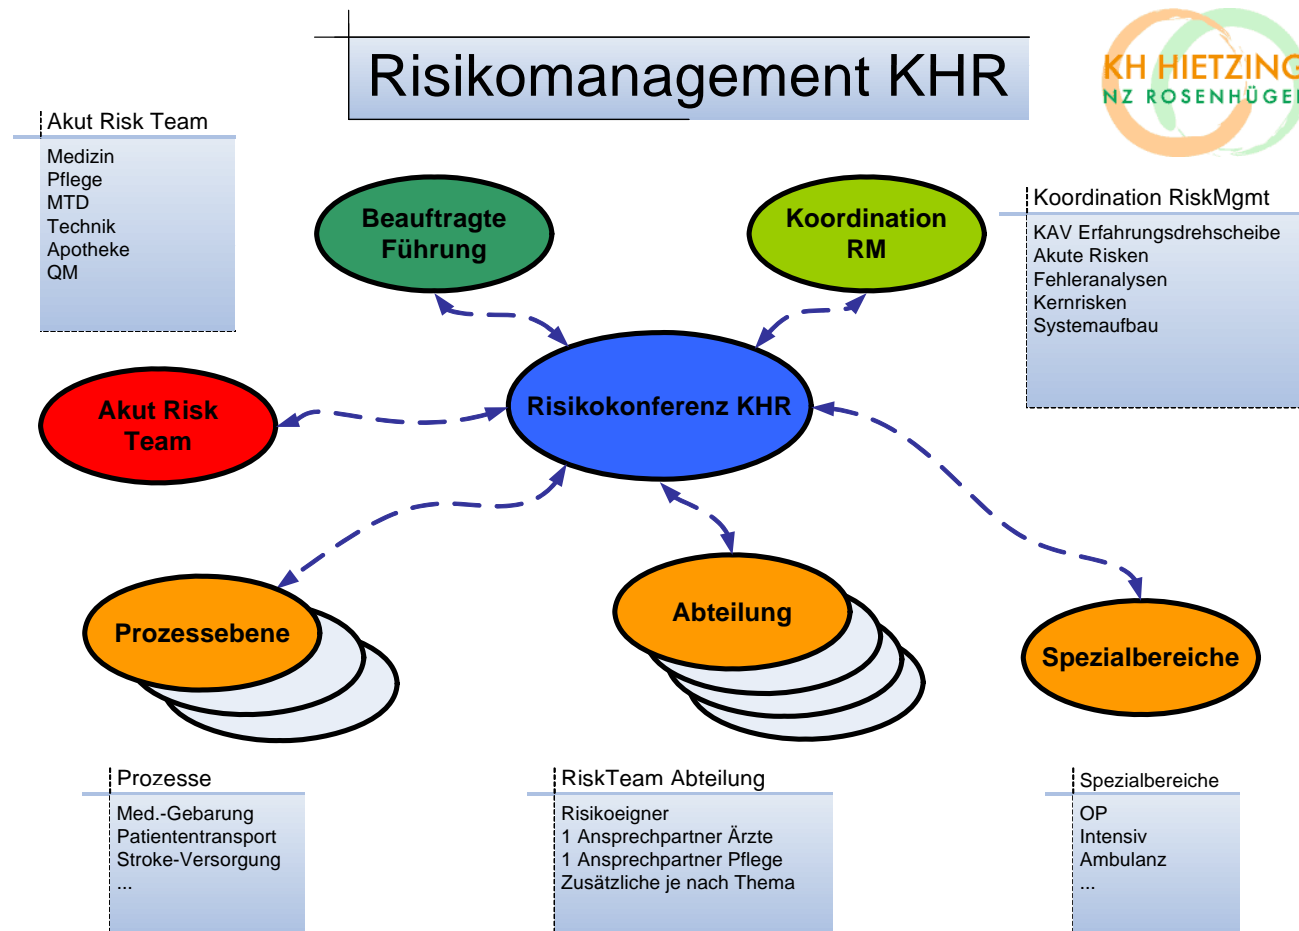 Risikomanagement KHR
KH HIETZING
NZ ROSENHÜGEL
Akut Risk Team
Medizin
Pflege
MTD
Technik
Apotheke
QM
Beauftragte
Führung
Koordination
RM
Koordination RiskMgmt
KAV Erfahrungsdrehscheibe
Akute Risken
Fehleranalysen
Kernrisken
Systemaufbau
Akut Risk
Team
Risikokonferenz KHR
Prozessebene
Abteilung
Spezialbereiche
Prozesse
Med.-Gebarung
Patiententransport
Stroke-Versorgung
...
RiskTeam Abteilung
Risikoeigner
1 Ansprechpartner Ärzte
1 Ansprechpartner Pflege
Zusätzliche je nach Thema
Spezialbereiche
OP
Intensiv
Ambulanz
...